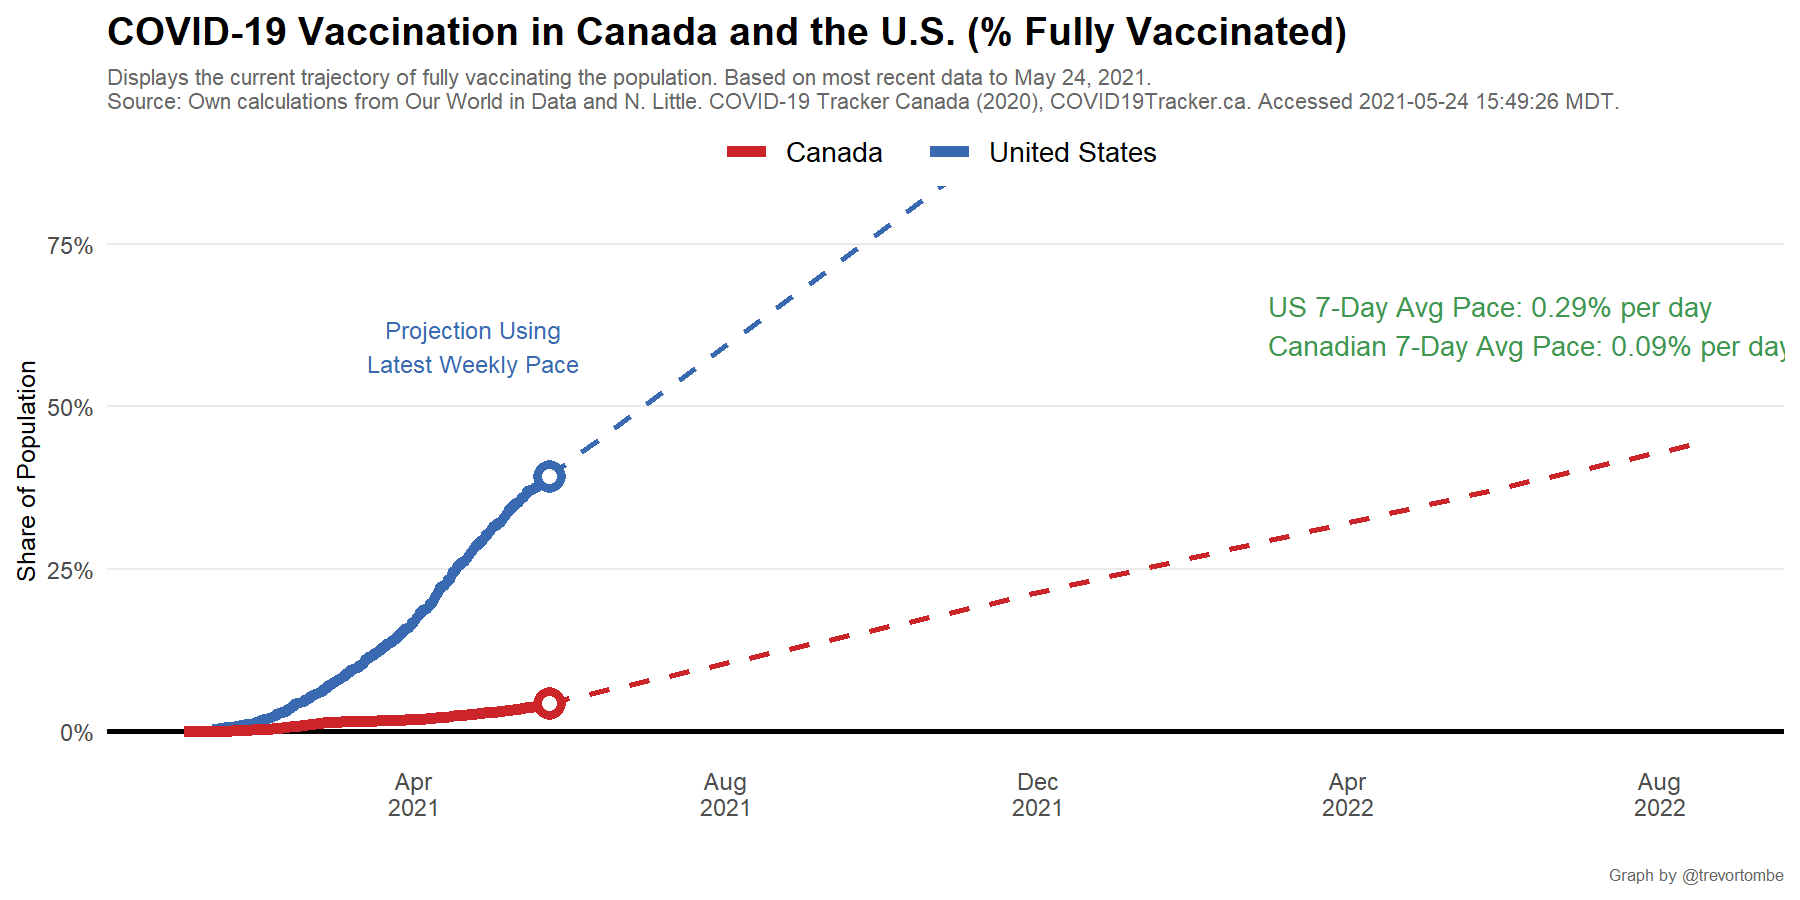 COVID-19 Vaccination in Canada and the U.S. (% Fully Vaccinated)
Displays the current trajectory of fully vaccinating the population. Based on most recent data to May 24, 2021.
Source: Own calculations from Our World in Data and N. Little. COVID-19 Tracker Canada (2020), COVID19Tracker.ca. Accessed 2021-05-24 15:49:26 MDT.
Canada
United States
75%
50%
25%
0%
Share of Population
Projection Using
Latest Weekly Pace
US 7-Day Avg Pace: 0.29% per day
Canadian 7-Day Avg Pace: 0.09% per day
Apr
2021
Aug
2021
Dec
2021
Apr
2022
Aug
2022
Graph by @trevortombe